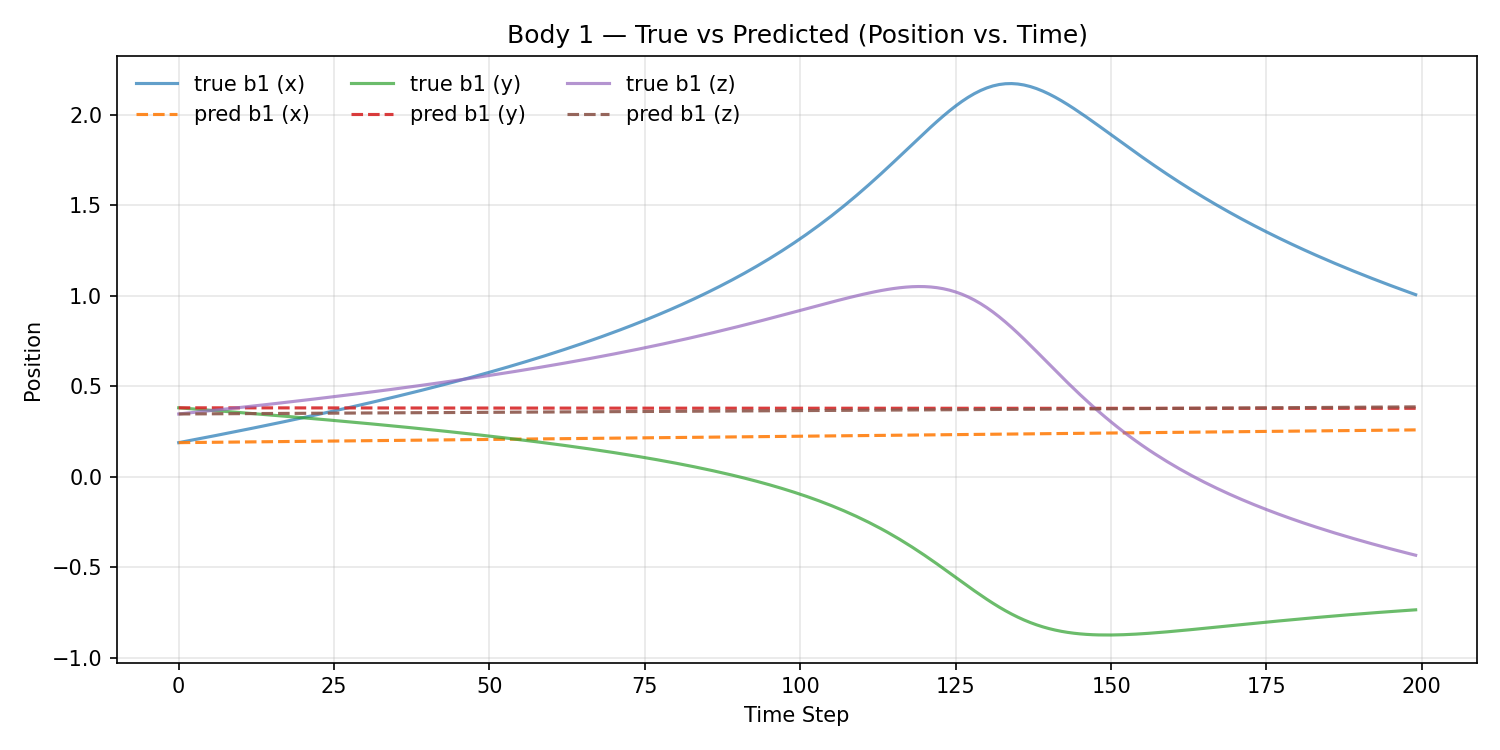 Body 1 — True vs Predicted (Position vs. Time)
true b1 (x) true b1 (y) true b1 (z)
pred b1 (x) pred b1 (y) pred b1 (z)
2.0
1.5
1.0
0.5
0.0
−0.5
−1.0
Position
0 25 50 75 100 125 150 175 200
Time Step